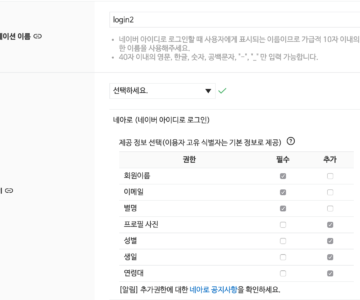 login2
이션 이름
네이버 아이디로 로그인할 때 사용자에게 표시되는 이름이므로 가급적 10자 이내의
한 이름을 사용해주세요.
40자 이내의 영문, 한글, 숫자, 공백문자, "-", "_" 만 입력 가능합니다.
선택하세요.
네아로 (네이버 아이디로 로그인)
제공 정보 선택(이용자 고유 식별자는 기본 정보로 제공)
권한 필수 추가
회원이름
이메일
별명
프로필 사진
성별
생일
연령대
[알림] 추가권한에 대한 네아로 공지사항을 확인하세요.